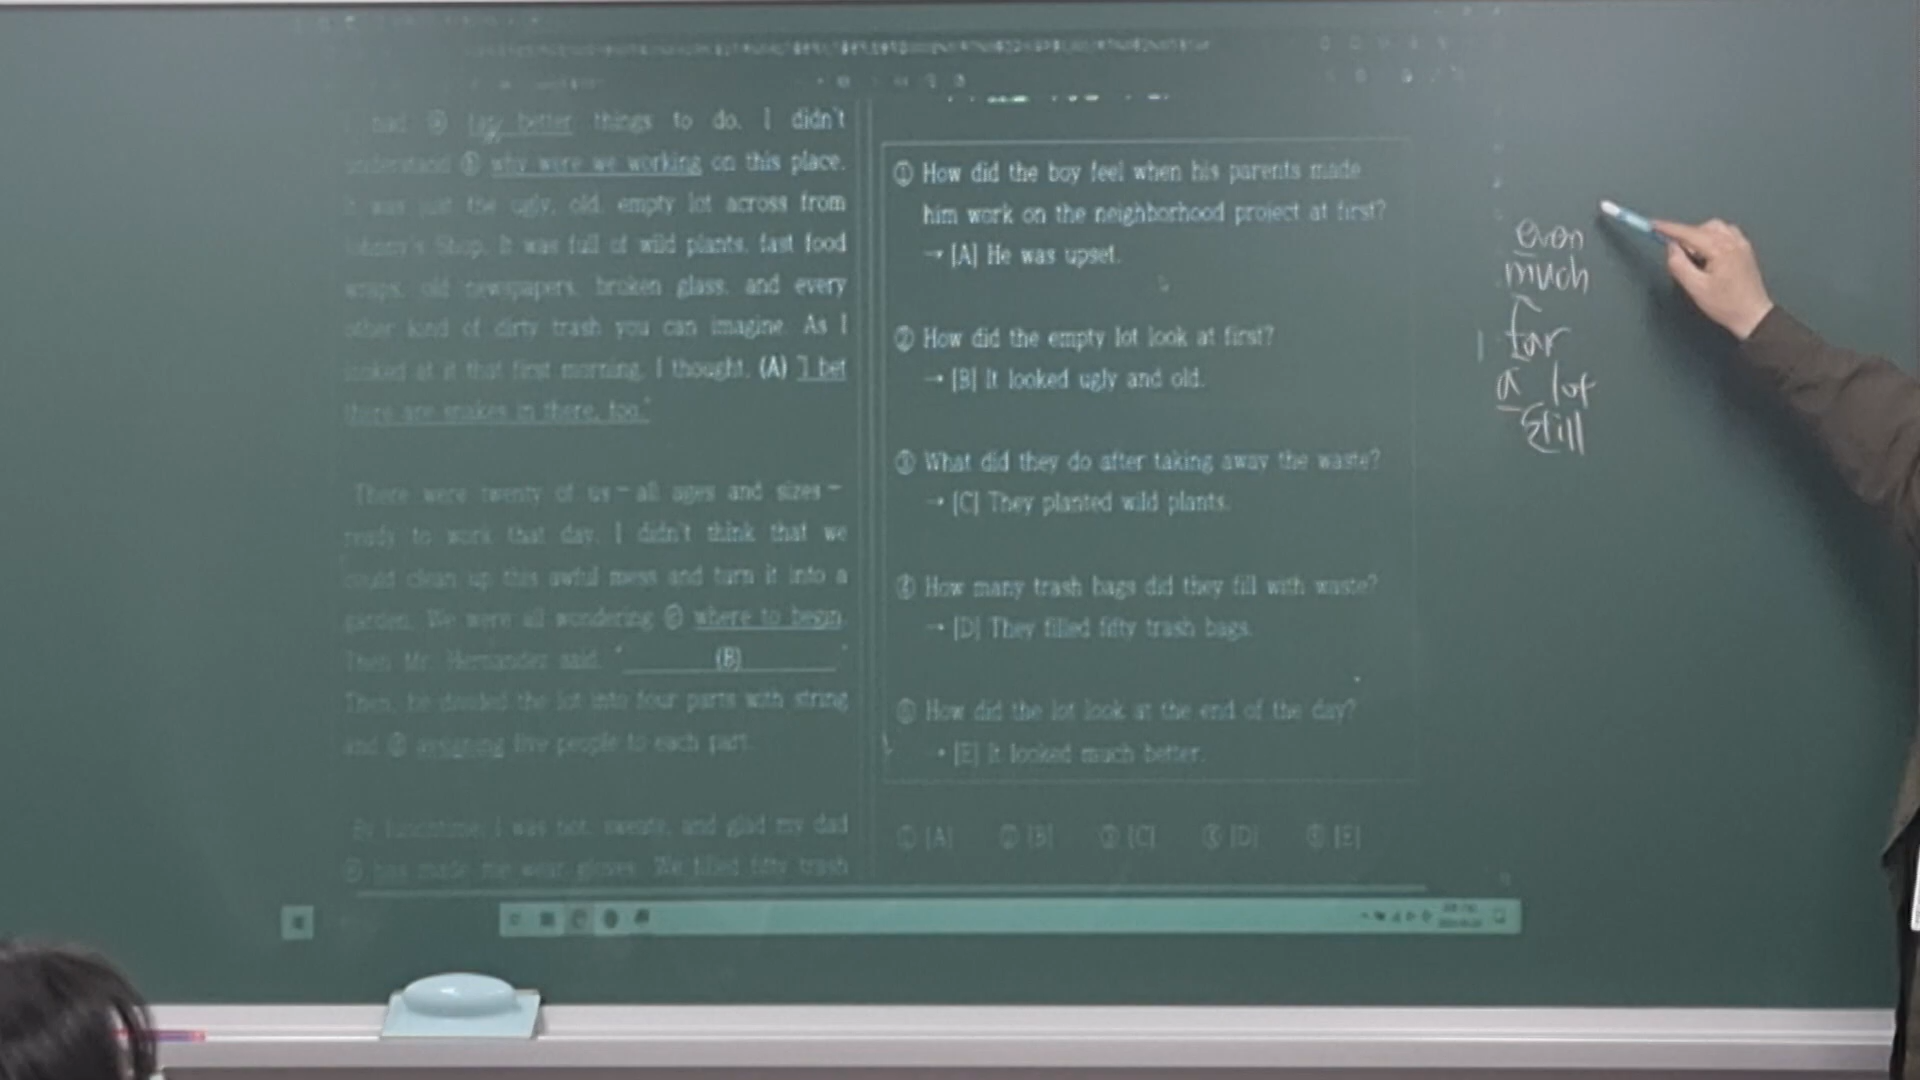 I had ⓐ far better things to do. I didn't
understand ⓑ why were we working on this place.
It was just the ugly, old, empty lot across from
Shop. It was full of wild plants, fast food
wraps, old newspapers, broken glass, and every
other kind of dirty trash you can imagine. As I
looked at it that first morning, I thought, (A) "I bet
there are snakes in there, too."
There were twenty of us - all ages and sizes -
ready to work that day. I didn't think that we
could clean up this awful mess and turn it into a
garden. We were all wondering ⓒ where to begin.
Then Mr. Hernandez said, " (B) "
Then, he divided the lot into four parts with string
and ⓓ assigning five people to each part.
By lunchtime, I was hot, sweaty, and glad my dad
ⓔ has made me wear gloves. We filled fifty trash
① How did the boy feel when his parents made
him work on the neighborhood project at first?
→ [A] He was upset.
② How did the empty lot look at first?
→ [B] It looked ugly and old.
③ What did they do after taking away the waste?
→ [C] They planted wild plants.
④ How many trash bags did they fill with waste?
→ [D] They filled fifty trash bags.
⑤ How did the lot look at the end of the day?
→ [E] It looked much better.
① [A] ② [B] ③ [C] ④ [D] ⑤ [E]
even
much
far
a lot
still